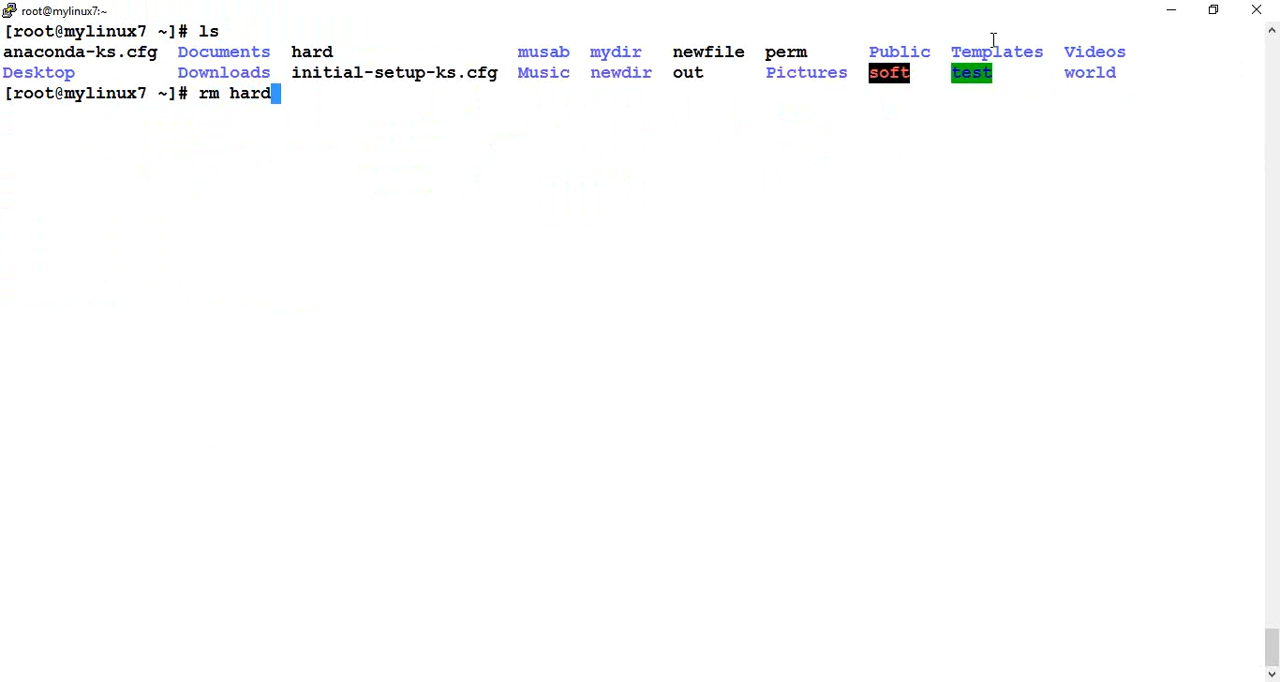 root@mylinux7:~
[root@mylinux7 ~]# ls
anaconda-ks.cfg  Documents  hard                  musab  mydir   newfile  perm      Public  Templates  Videos
Desktop          Downloads  initial-setup-ks.cfg  Music  newdir  out      Pictures  soft    test       world
[root@mylinux7 ~]# rm hard